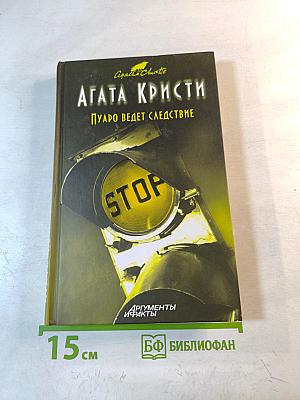 Agatha Christie
АГАТА КРИСТИ
ПУАРО ВЕДЕТ СЛЕДСТВИЕ
STOP
АРГУМЕНТЫ
И ФАКТЫ
15 см
БФ БИБЛИОФАН